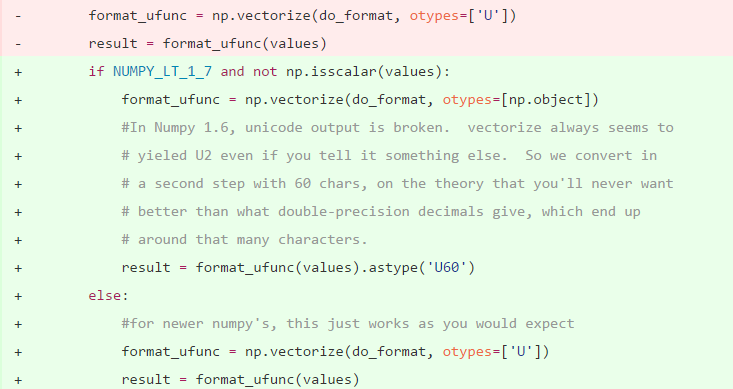 -        format_ufunc = np.vectorize(do_format, otypes=['U'])
-        result = format_ufunc(values)
+        if NUMPY_LT_1_7 and not np.isscalar(values):
+            format_ufunc = np.vectorize(do_format, otypes=[np.object])
+            #In Numpy 1.6, unicode output is broken.  vectorize always seems to
+            # yieled U2 even if you tell it something else.  So we convert in
+            # a second step with 60 chars, on the theory that you'll never want
+            # better than what double-precision decimals give, which end up
+            # around that many characters.
+            result = format_ufunc(values).astype('U60')
+        else:
+            #for newer numpy's, this just works as you would expect
+            format_ufunc = np.vectorize(do_format, otypes=['U'])
+            result = format_ufunc(values)